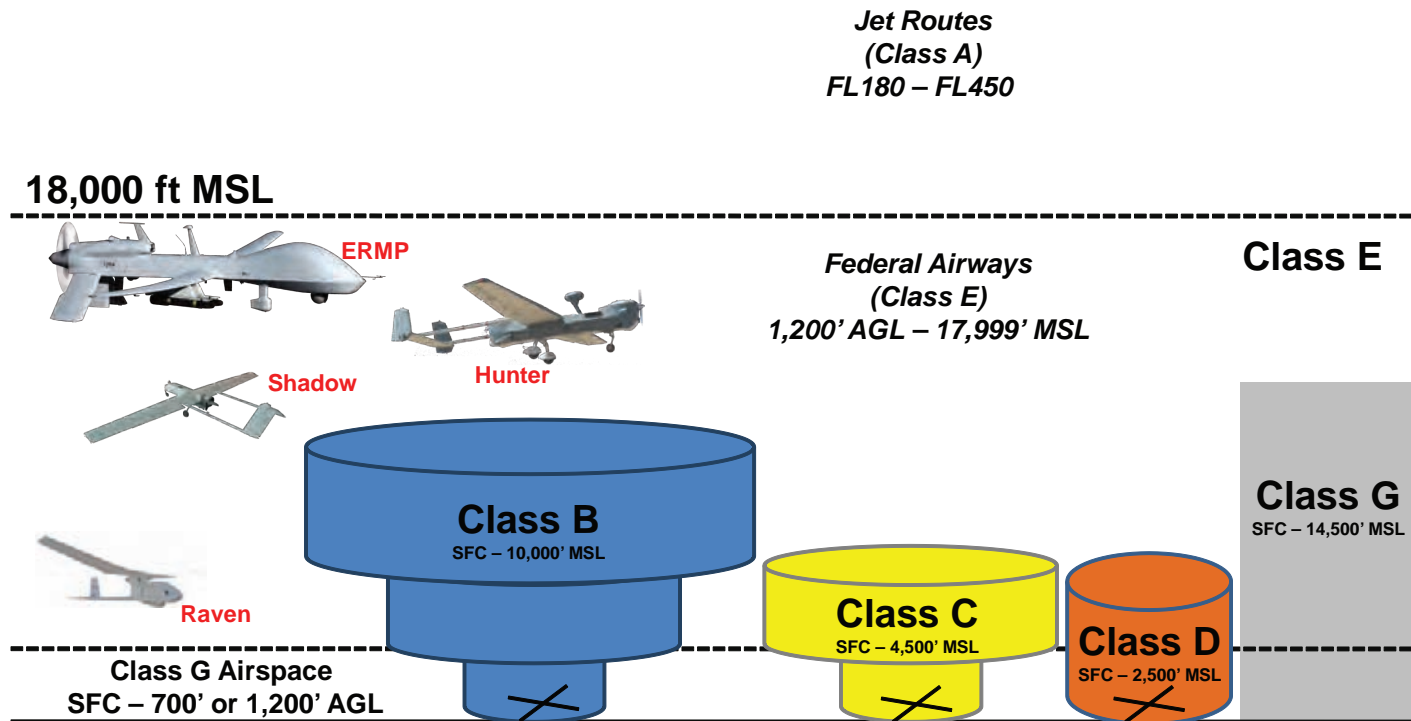 Jet Routes
(Class A)
FL180 – FL450
18,000 ft MSL
ERMP
Federal Airways
(Class E)
1,200’ AGL – 17,999’ MSL
Class E
Hunter
Shadow
Class B
SFC – 10,000’ MSL
Class G
SFC – 14,500’ MSL
Raven
Class C
SFC – 4,500’ MSL
Class D
SFC – 2,500’ MSL
Class G Airspace
SFC – 700’ or 1,200’ AGL